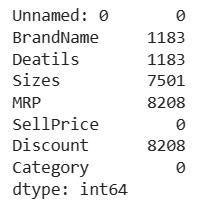 Unnamed: 0 0
BrandName 1183
Deatils 1183
Sizes 7501
MRP 8208
SellPrice 0
Discount 8208
Category 0
dtype: int64